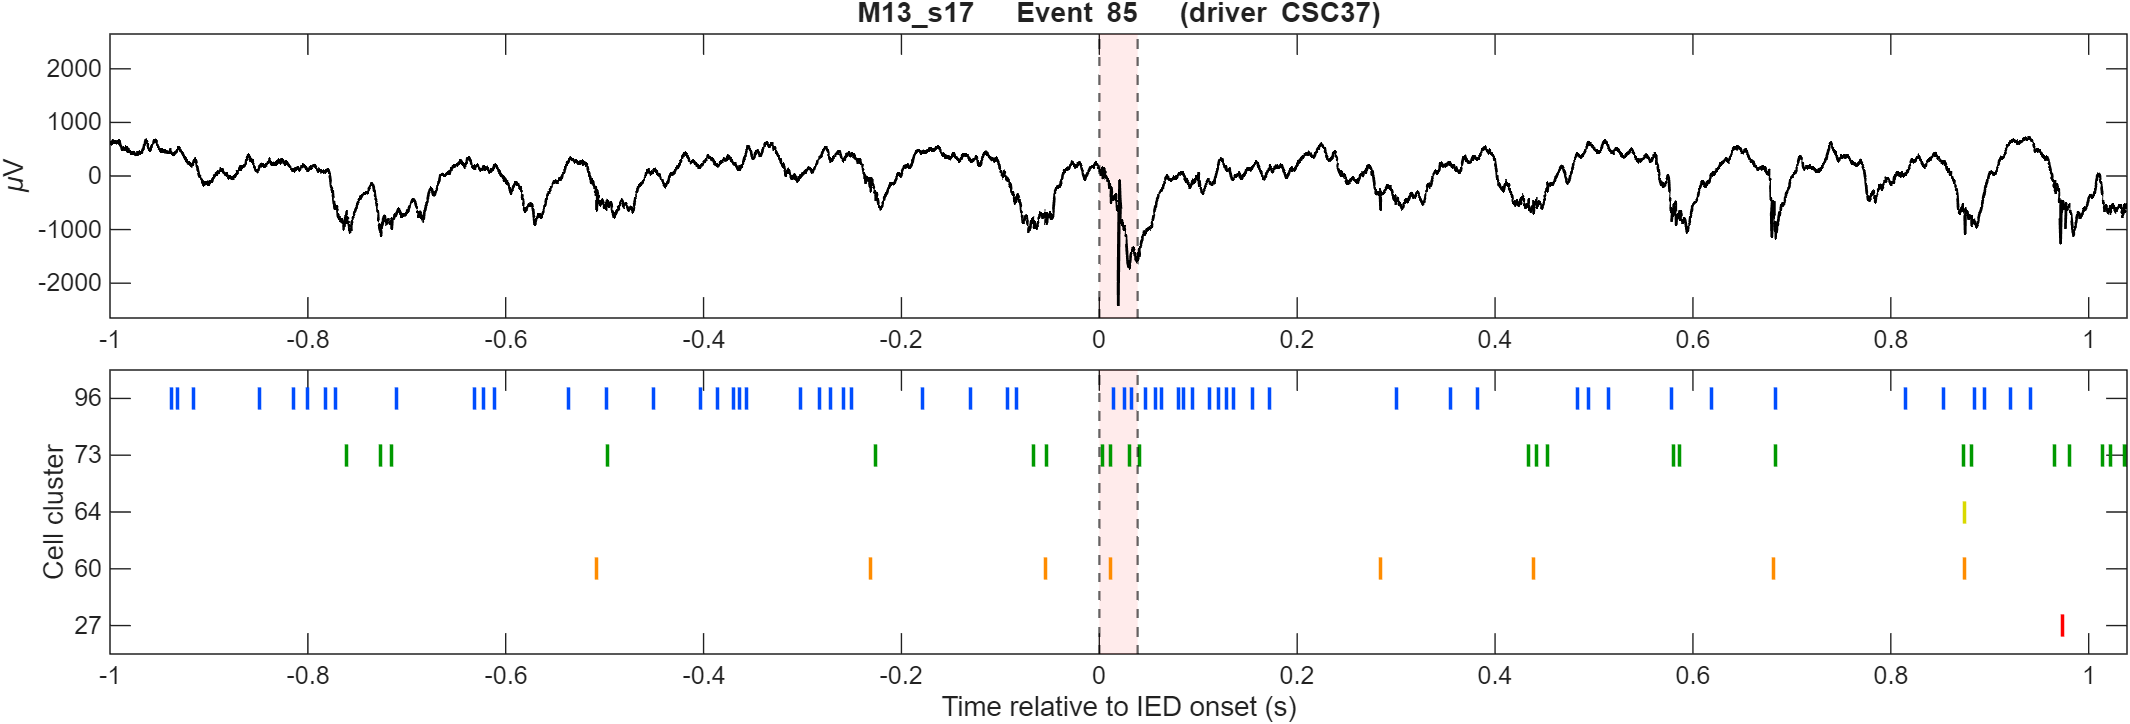 M13_s17 Event 85 (driver CSC37)
µV
2000
1000
0
-1000
-2000
-1 -0.8 -0.6 -0.4 -0.2 0 0.2 0.4 0.6 0.8 1
Cell cluster
96
73
64
60
27
-1 -0.8 -0.6 -0.4 -0.2 0 0.2 0.4 0.6 0.8 1
Time relative to IED onset (s)